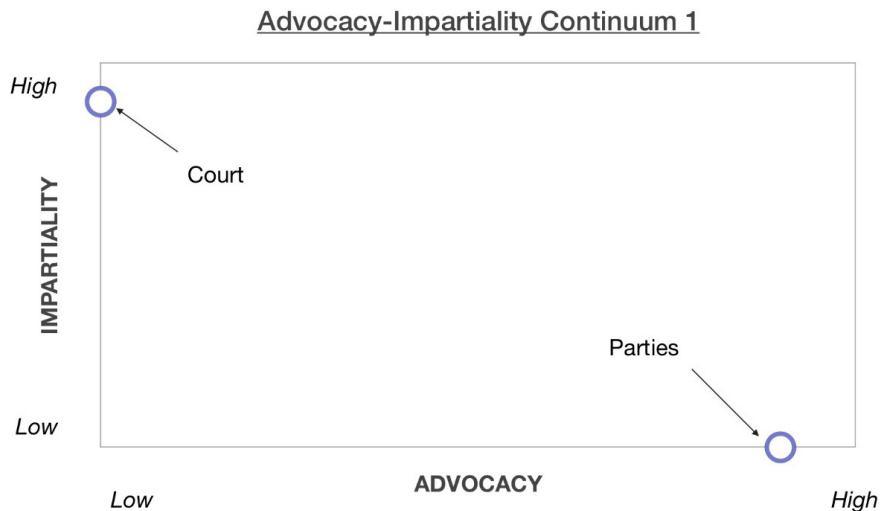 Advocacy-Impartiality Continuum 1
High
Court
IMPARTIALITY
Parties
Low
ADVOCACY
Low
High